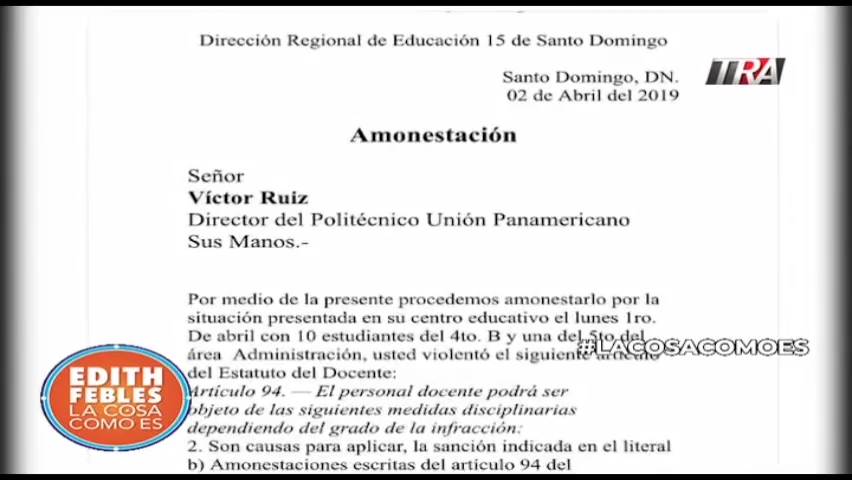 Dirección Regional de Educación 15 de Santo Domingo
TRA
Santo Domingo, DN.
02 de Abril del 2019
Amonestación
Señor
Víctor Ruiz
Director del Politécnico Unión Panamericano
Sus Manos.-
Por medio de la presente procedemos amonestarlo por la
situación presentada en su centro educativo el lunes 1ro.
De abril con 10 estudiantes del 4to. B y una del 5to del
área Administración, usted violentó el siguiente artículo
#LACOSACOMOES
del Estatuto del Docente:
Artículo 94. — El personal docente podrá ser
objeto de las siguientes medidas disciplinarias
dependiendo del grado de la infracción:
2. Son causas para aplicar, la sanción indicada en el literal
b) Amonestaciones escritas del artículo 94 del
EDITH
FEBLES
LA COSA
COMO ES